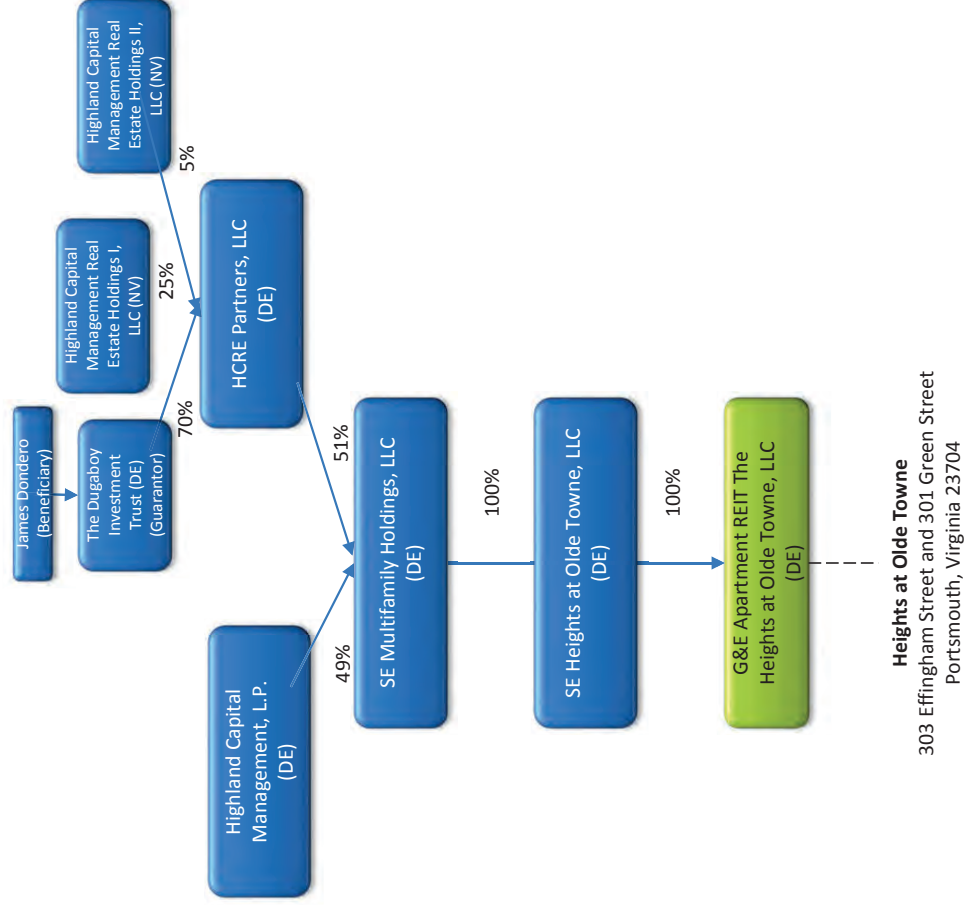 James Dondero
(Beneficiary)
The Dugaboy
Investment
Trust (DE)
(Guarantor)
Highland Capital
Management Real
Estate Holdings I,
LLC (NV)
Highland Capital
Management Real
Estate Holdings II,
LLC (NV)
70%
25%
5%
Highland Capital
Management, L.P.
(DE)
HCRE Partners, LLC
(DE)
49%
51%
SE Multifamily Holdings, LLC
(DE)
100%
SE Heights at Olde Towne, LLC
(DE)
100%
G&E Apartment REIT The
Heights at Olde Towne, LLC
(DE)
Heights at Olde Towne
303 Effingham Street and 301 Green Street
Portsmouth, Virginia 23704